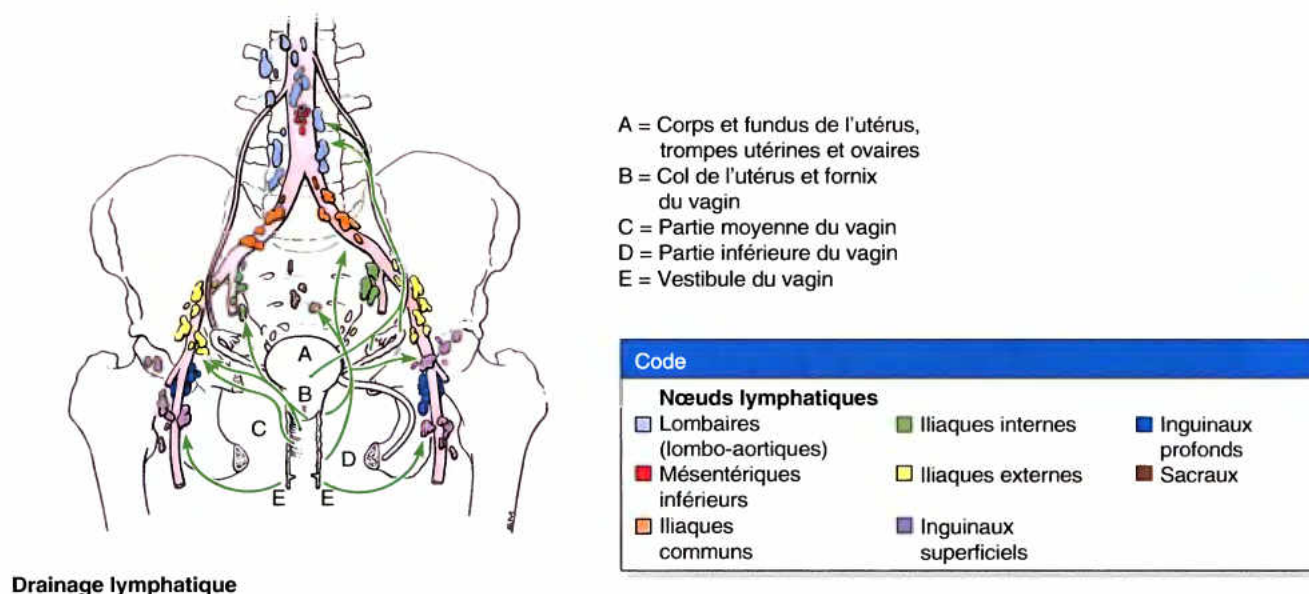 A = Corps et fundus de l'utérus,
trompes utérines et ovaires
B = Col de l'utérus et fornix
du vagin
C = Partie moyenne du vagin
D = Partie inférieure du vagin
E = Vestibule du vagin
A
B
C
D
E
E
Code
Nœuds lymphatiques
Lombaires
(lombo-aortiques)
Mésentériques
inférieurs
Iliaques
communs
Iliaques internes
Iliaques externes
Inguinaux
superficiels
Inguinaux
profonds
Sacraux
Drainage lymphatique